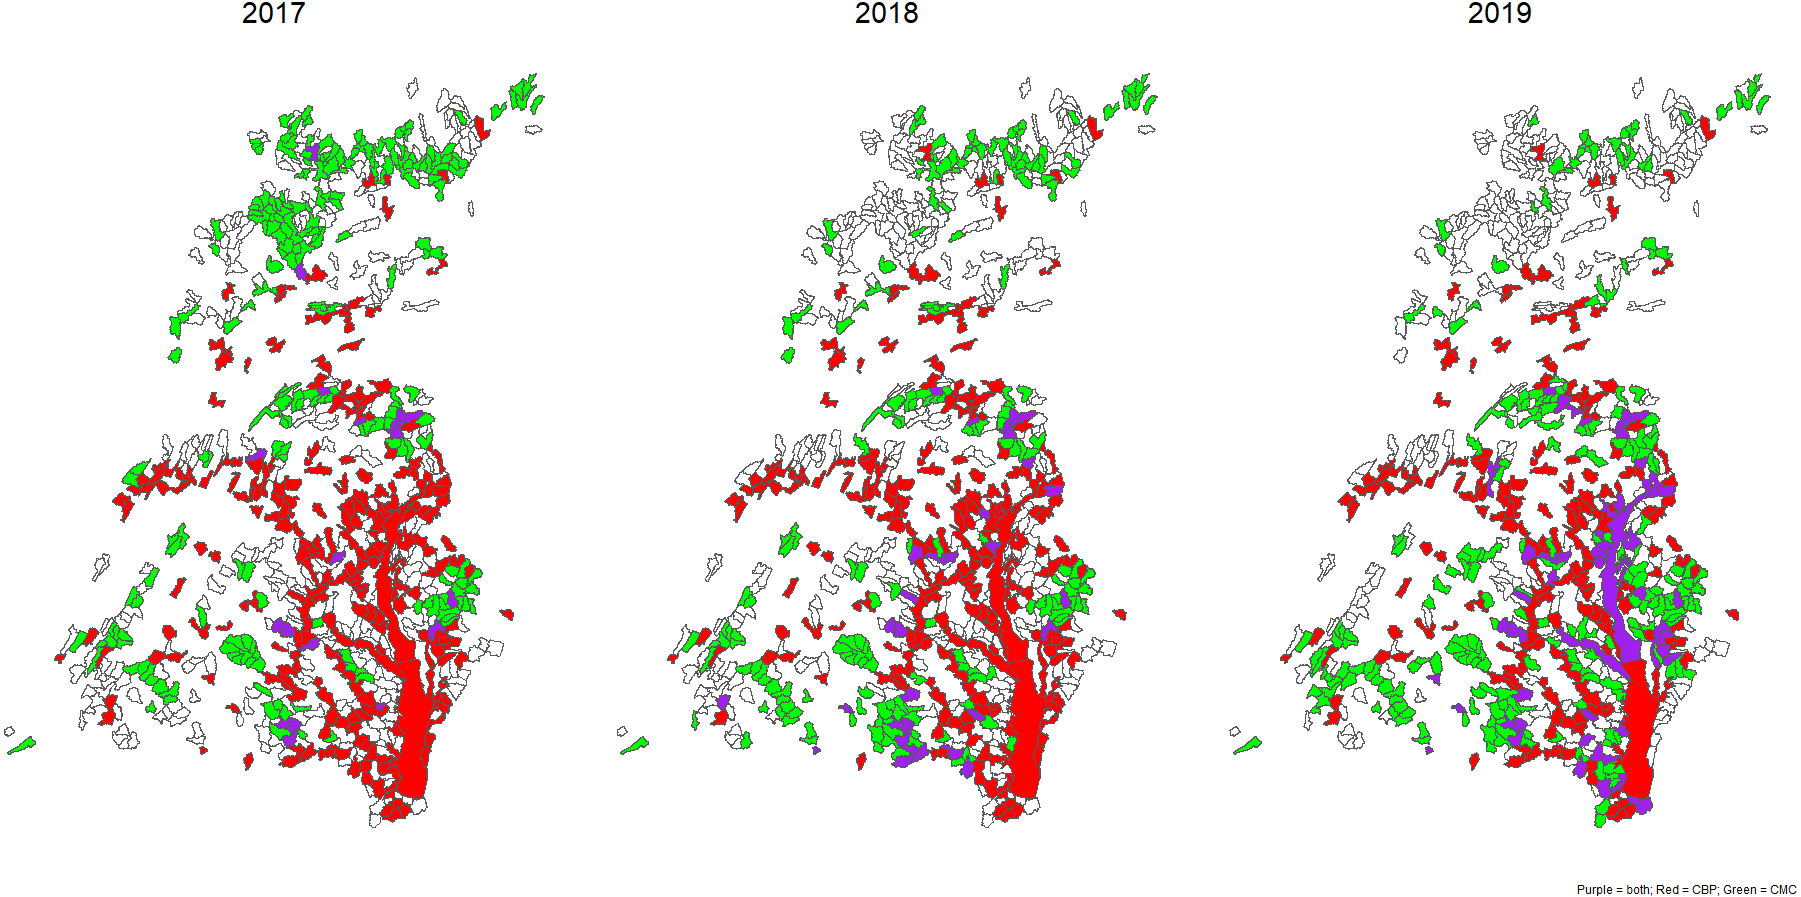 2017
2018
2019
Purple = both; Red = CBP; Green = CMC